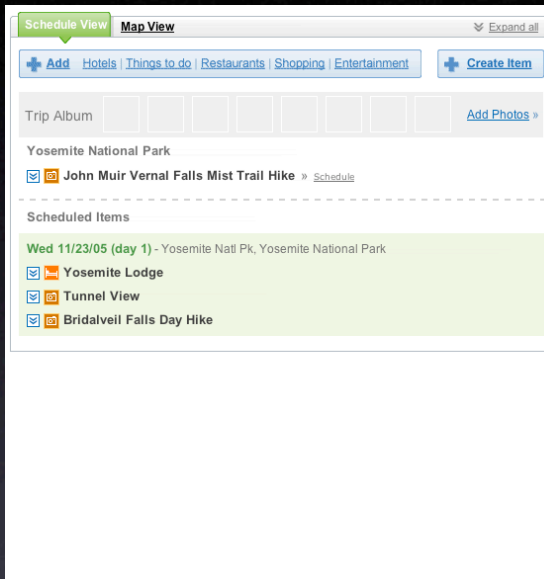 Schedule View Map View Expand all
Add Hotels | Things to do | Restaurants | Shopping | Entertainment Create Item
Trip Album Add Photos »
Yosemite National Park
John Muir Vernal Falls Mist Trail Hike » Schedule
Scheduled Items
Wed 11/23/05 (day 1) - Yosemite Natl Pk, Yosemite National Park
Yosemite Lodge
Tunnel View
Bridalveil Falls Day Hike